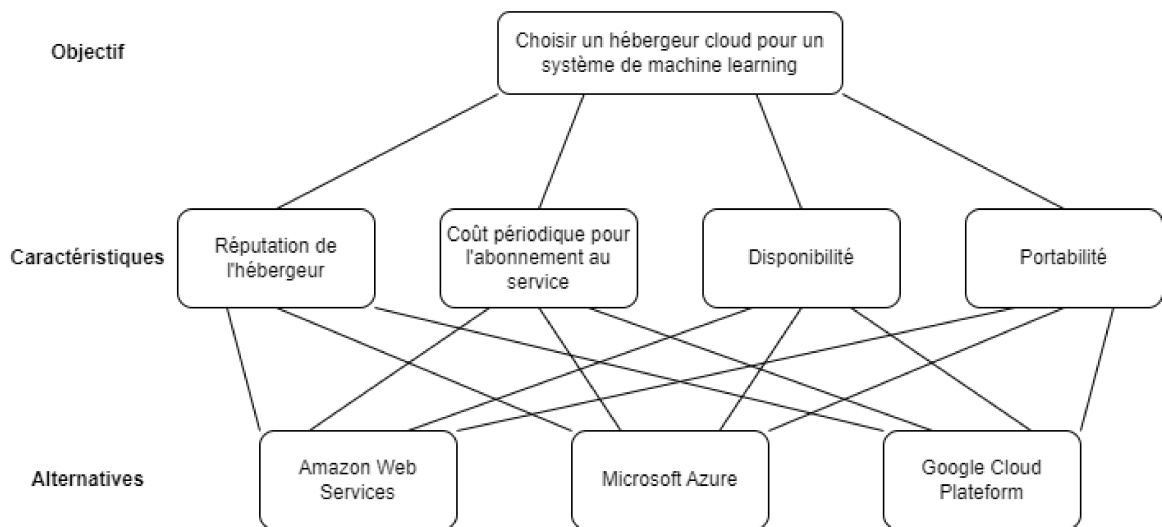 Objectif
Choisir un hébergeur cloud pour un
système de machine learning
Caractéristiques
Réputation de
l'hébergeur
Coût périodique pour
l'abonnement au
service
Disponibilité
Portabilité
Alternatives
Amazon Web
Services
Microsoft Azure
Google Cloud
Plateform